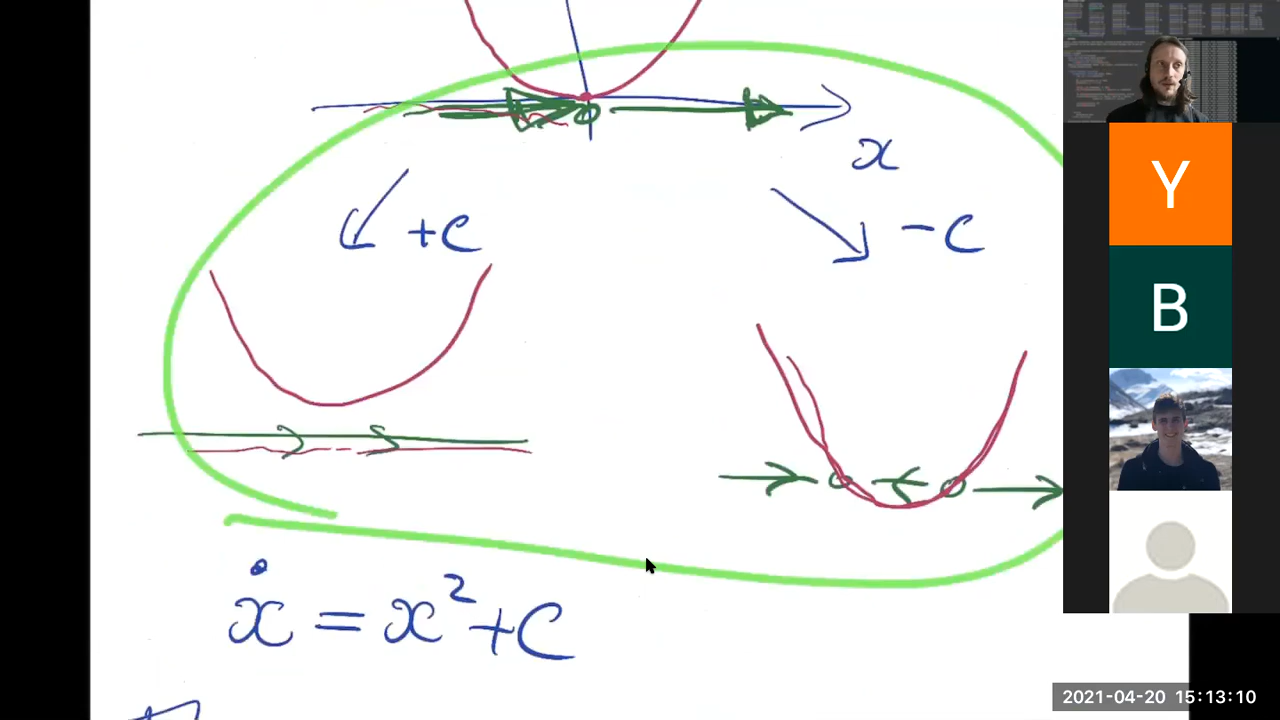 x
+c
-c
ẋ = x²+c
Y
B
2021-04-20 15:13:10